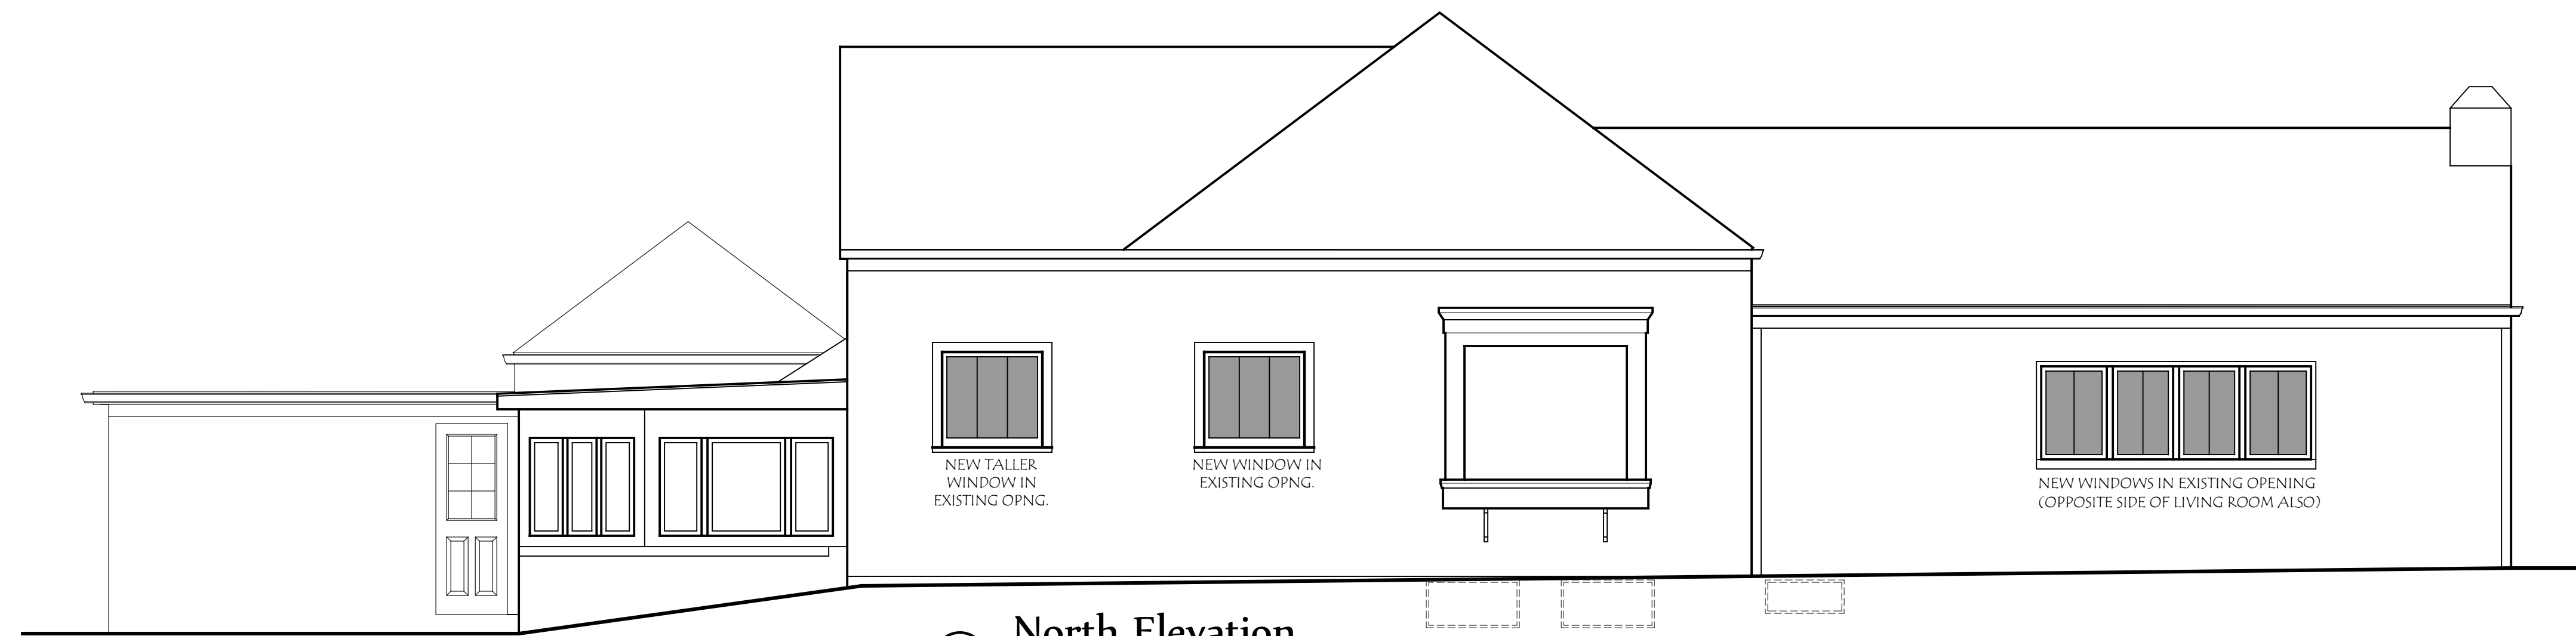 NEW TALLER
WINDOW IN
EXISTING OPNG.
NEW WINDOW IN
EXISTING OPNG.
NEW WINDOWS IN EXISTING OPENING
(OPPOSITE SIDE OF LIVING ROOM ALSO)
North Elevation